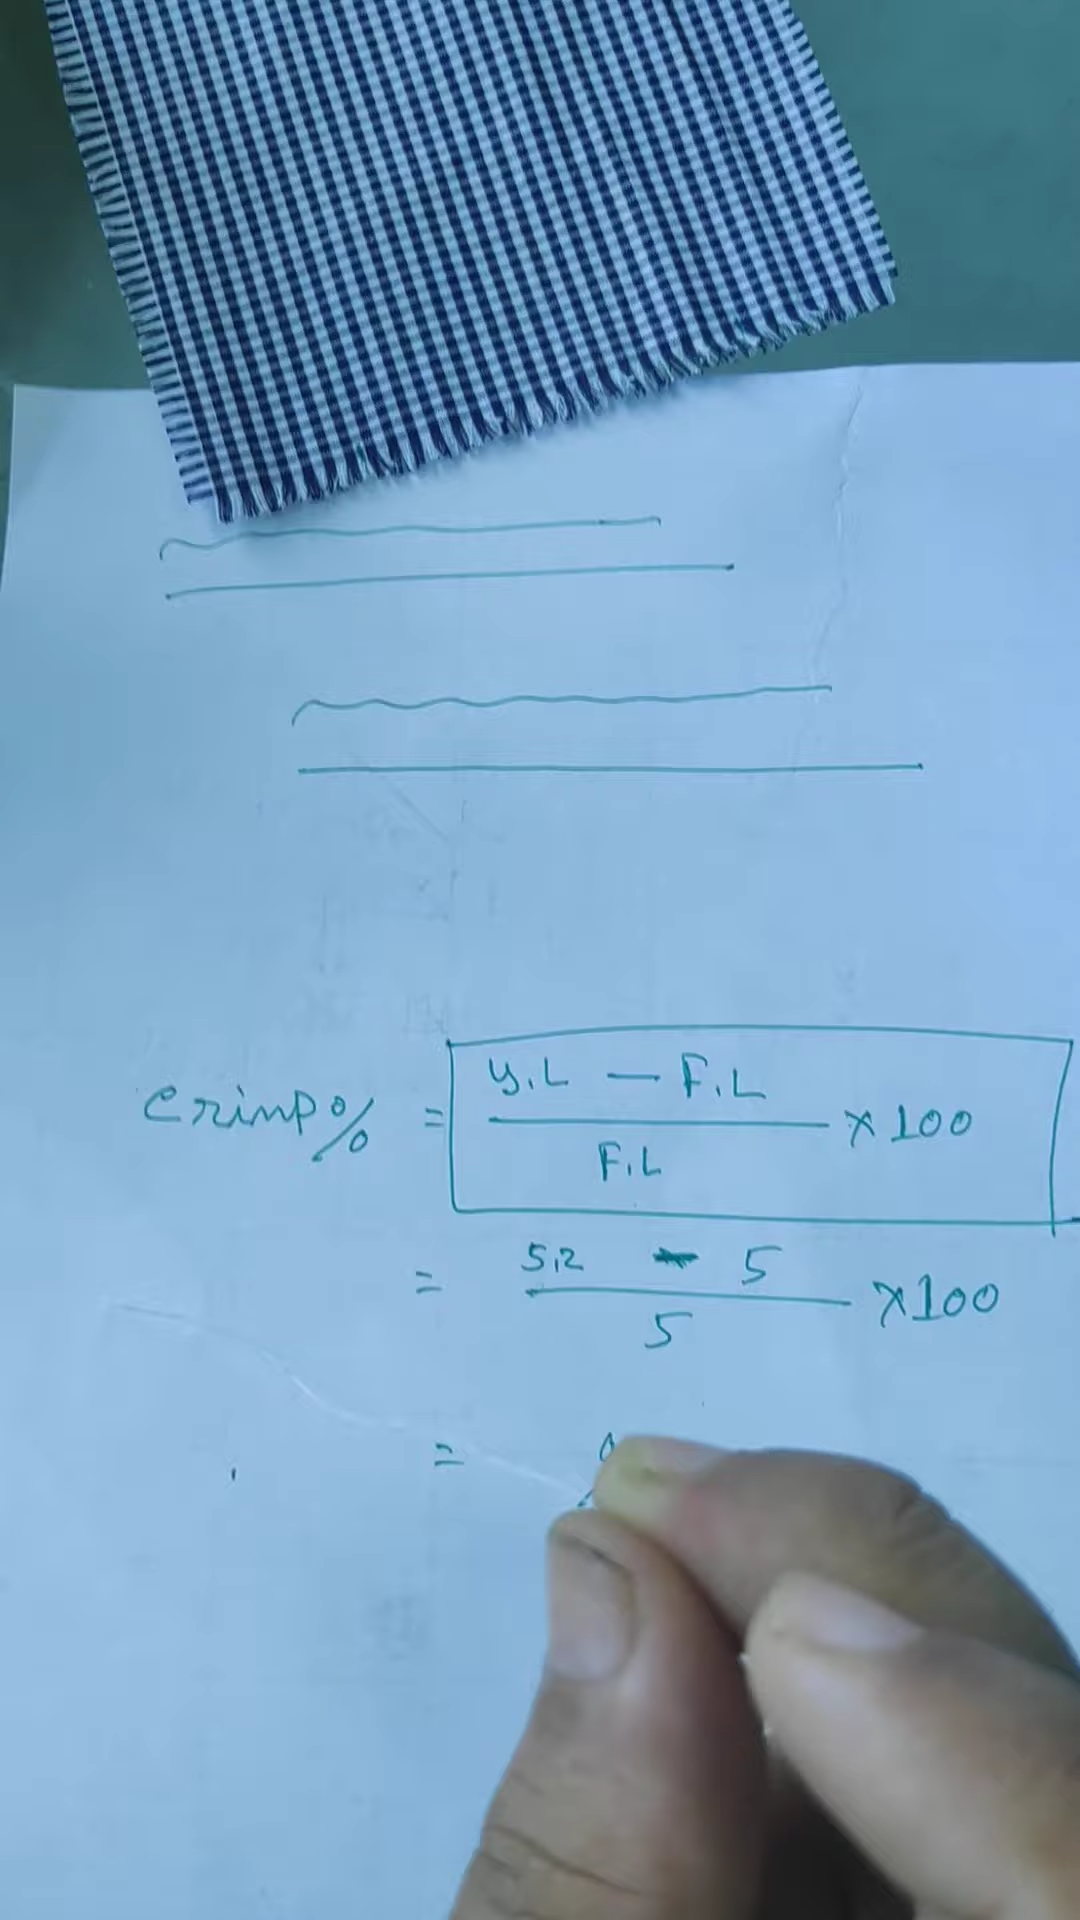 y.L — F.L
crimp% = ———— × 100
F.L
5.2 - 5
= ———— × 100
5
=